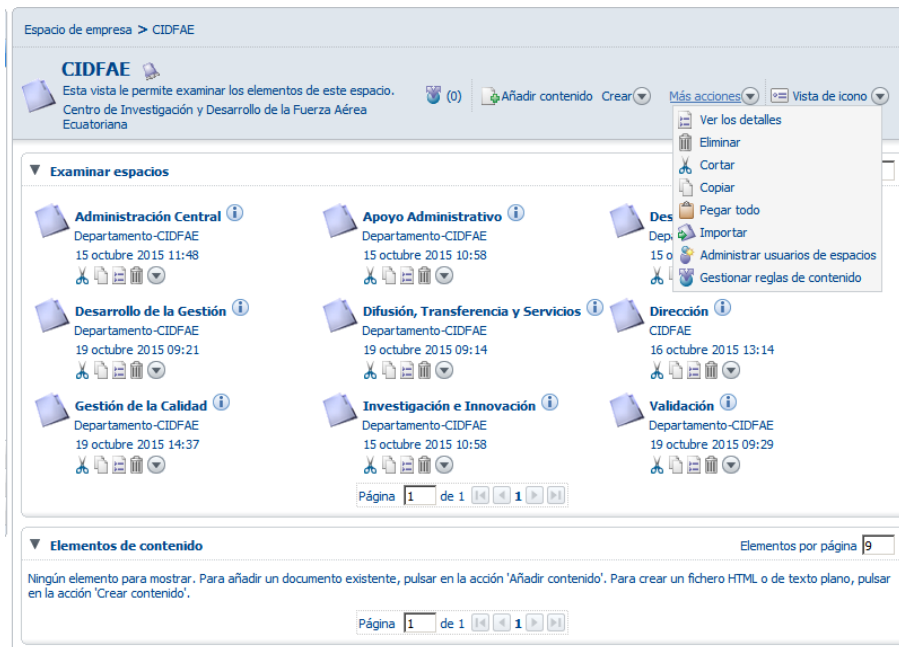 Espacio de empresa > CIDFAE
CIDFAE
Esta vista le permite examinar los elementos de este espacio.
Centro de Investigación y Desarrollo de la Fuerza Aérea
Ecuatoriana
(0)
Añadir contenido
Crear
Más acciones
Vista de icono
Ver los detalles
Eliminar
Cortar
Copiar
Pegar todo
Importar
Administrar usuarios de espacios
Gestionar reglas de contenido
Examinar espacios
Administración Central
Departamento-CIDFAE
15 octubre 2015 11:48
Apoyo Administrativo
Departamento-CIDFAE
15 octubre 2015 10:58
Des
Depa
15 o
Desarrollo de la Gestión
Departamento-CIDFAE
19 octubre 2015 09:21
Difusión, Transferencia y Servicios
Departamento-CIDFAE
19 octubre 2015 09:14
Dirección
CIDFAE
16 octubre 2015 13:14
Gestión de la Calidad
Departamento-CIDFAE
19 octubre 2015 14:37
Investigación e Innovación
Departamento-CIDFAE
15 octubre 2015 10:58
Validación
Departamento-CIDFAE
19 octubre 2015 09:29
Página 1 de 1 1
Elementos de contenido
Elementos por página 9
Ningún elemento para mostrar. Para añadir un documento existente, pulsar en la acción 'Añadir contenido'. Para crear un fichero HTML o de texto plano, pulsar
en la acción 'Crear contenido'.
Página 1 de 1 1